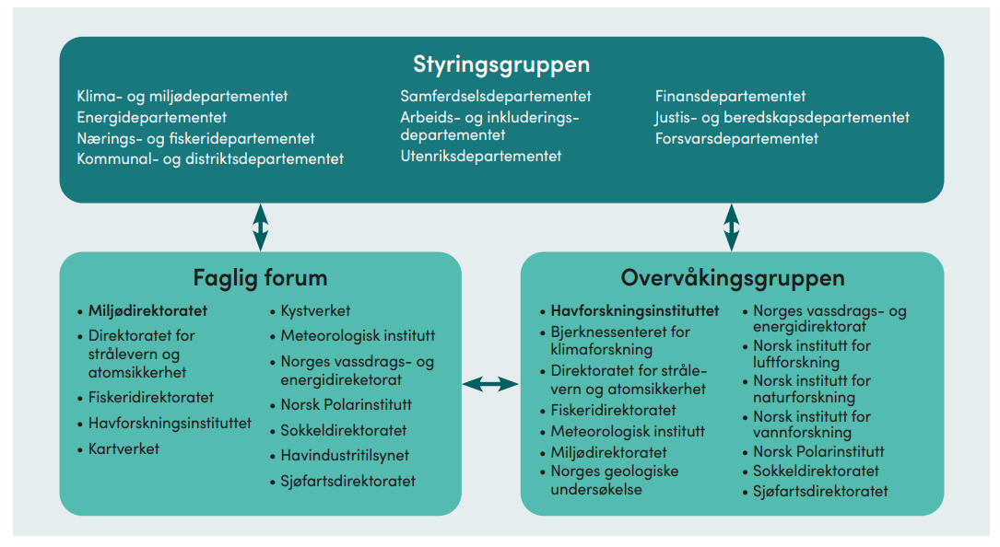 Styringsgruppen
Klima- og miljødepartementet
Energidepartementet
Nærings- og fiskeridepartementet
Kommunal- og distriktsdepartementet
Samferdselsdepartementet
Arbeids- og inkluderings-
departementet
Utenriksdepartementet
Finansdepartementet
Justis- og beredskapsdepartementet
Forsvarsdepartementet
Faglig forum
• Miljødirektoratet
• Direktoratet for
strålevern og
atomsikkerhet
• Fiskeridirektoratet
• Havforskningsinstituttet
• Kartverket
• Kystverket
• Meteorologisk institutt
• Norges vassdrags- og
energidireketorat
• Norsk Polarinstitutt
• Sokkeldirektoratet
• Havindustritilsynet
• Sjøfartsdirektoratet
Overvåkingsgruppen
• Havforskningsinstituttet
• Bjerknessenteret for
klimaforskning
• Direktoratet for stråle-
vern og atomsikkerhet
• Fiskeridirektoratet
• Meteorologisk institutt
• Miljødirektoratet
• Norges geologiske
undersøkelse
• Norges vassdrags- og
energidirektorat
• Norsk institutt for
luftforskning
• Norsk institutt for
naturforskning
• Norsk institutt for
vannforskning
• Norsk Polarinstitutt
• Sokkeldirektoratet
• Sjøfartsdirektoratet